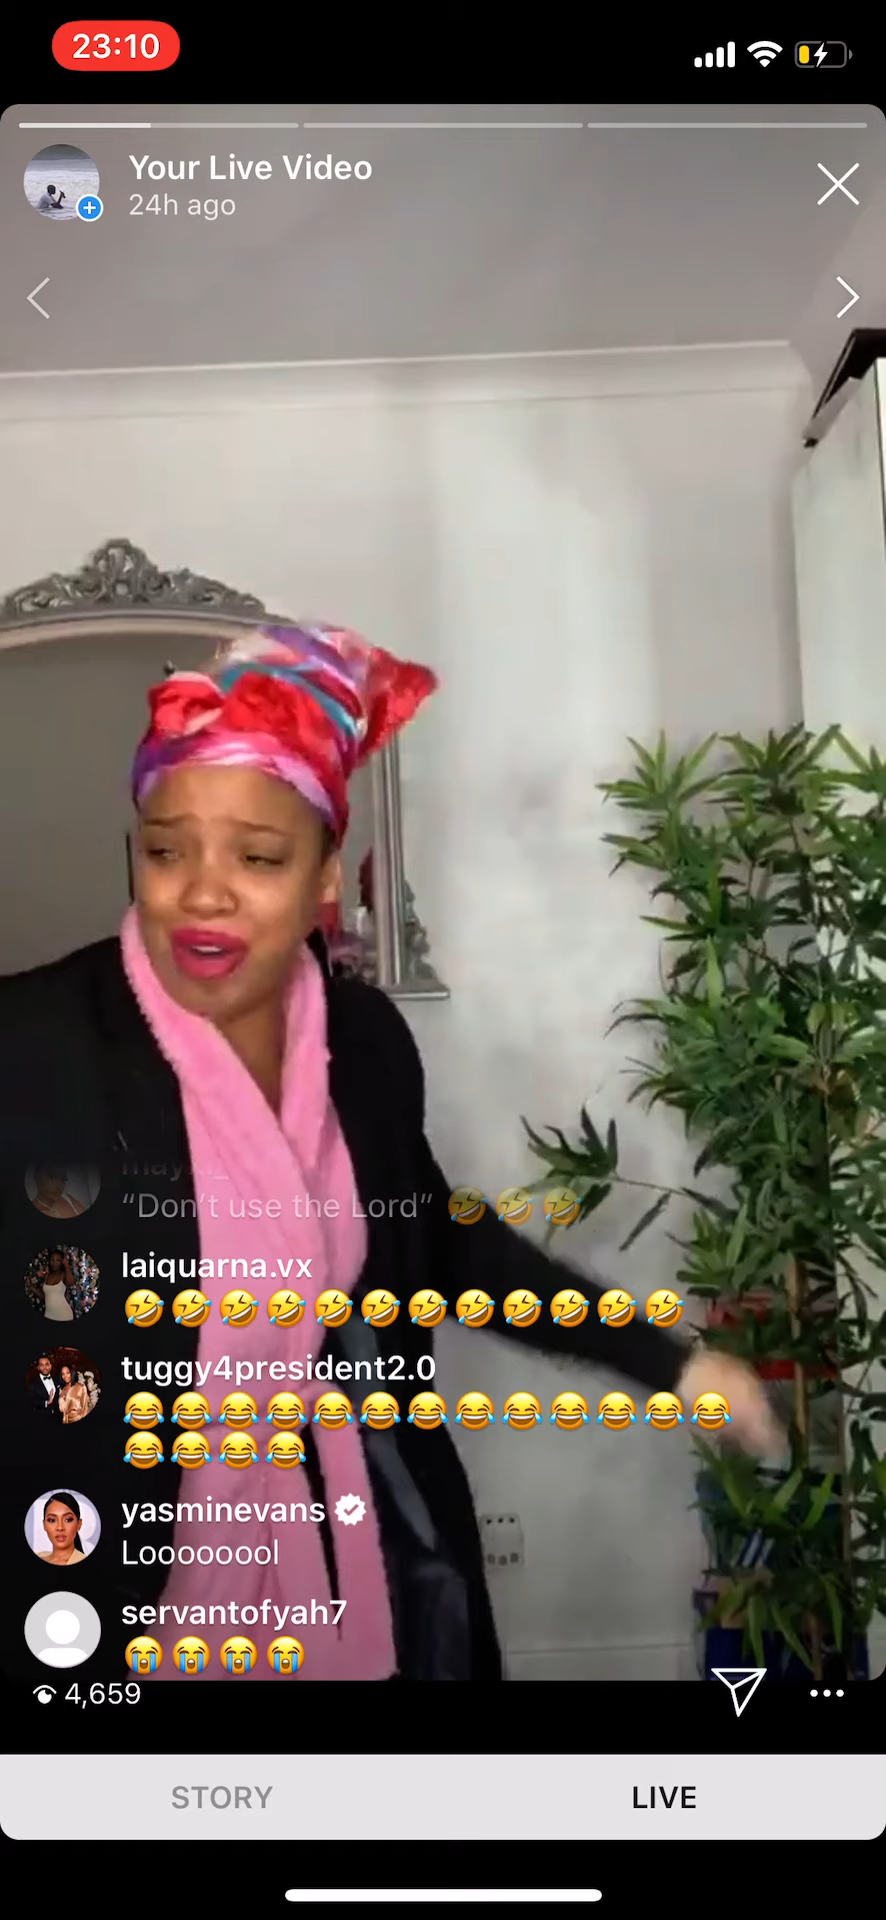 23:10
Your Live Video
24h ago
“Don’t use the Lord” 🤣🤣🤣
laiquarna.vx
🤣🤣🤣🤣🤣🤣🤣🤣🤣🤣🤣🤣
tuggy4president2.0
😂😂😂😂😂😂😂😂😂😂😂😂😂
😂😂😂😂
yasminevans
Loooooool
servantofyah7
😭😭😭😭
4,659
STORY
LIVE